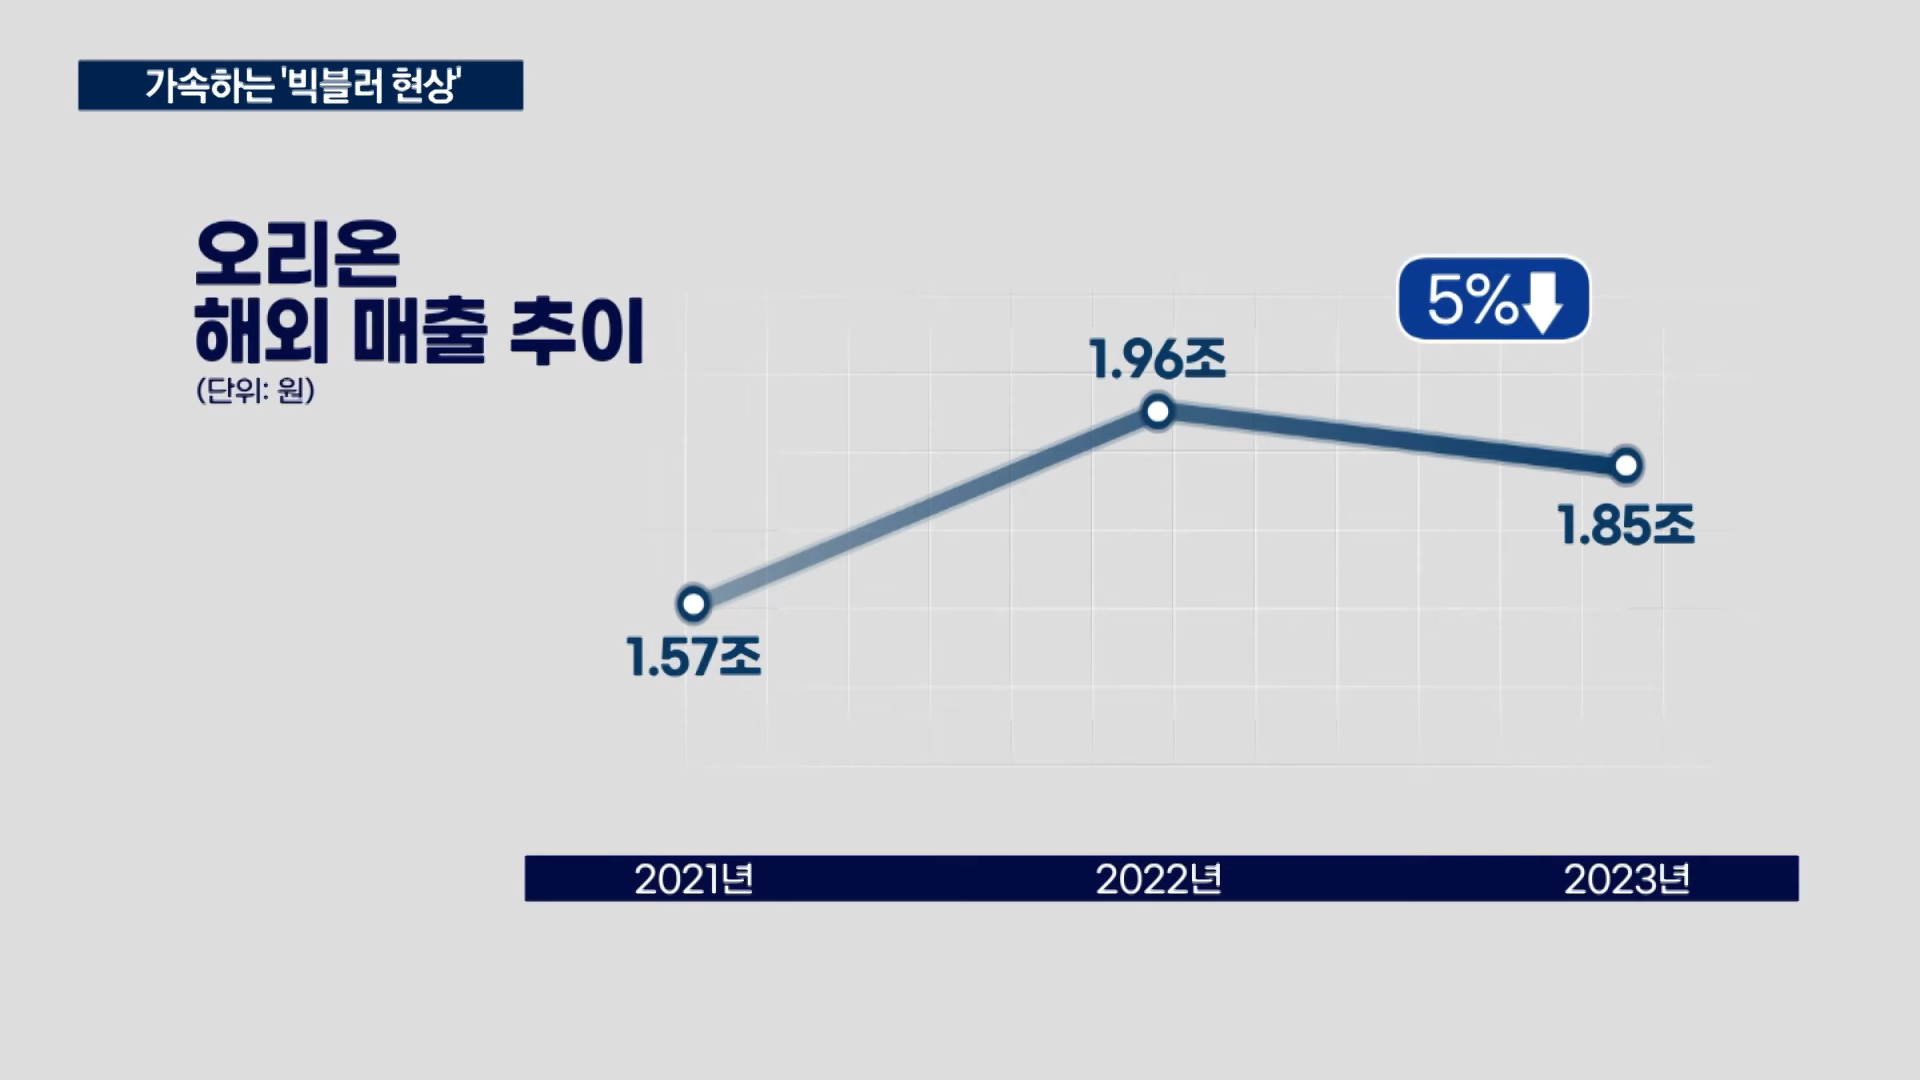 가속하는 '빅블러 현상'
오리온
해외 매출 추이
(단위: 원)
5%
1.96조
1.85조
1.57조
2021년 2022년 2023년